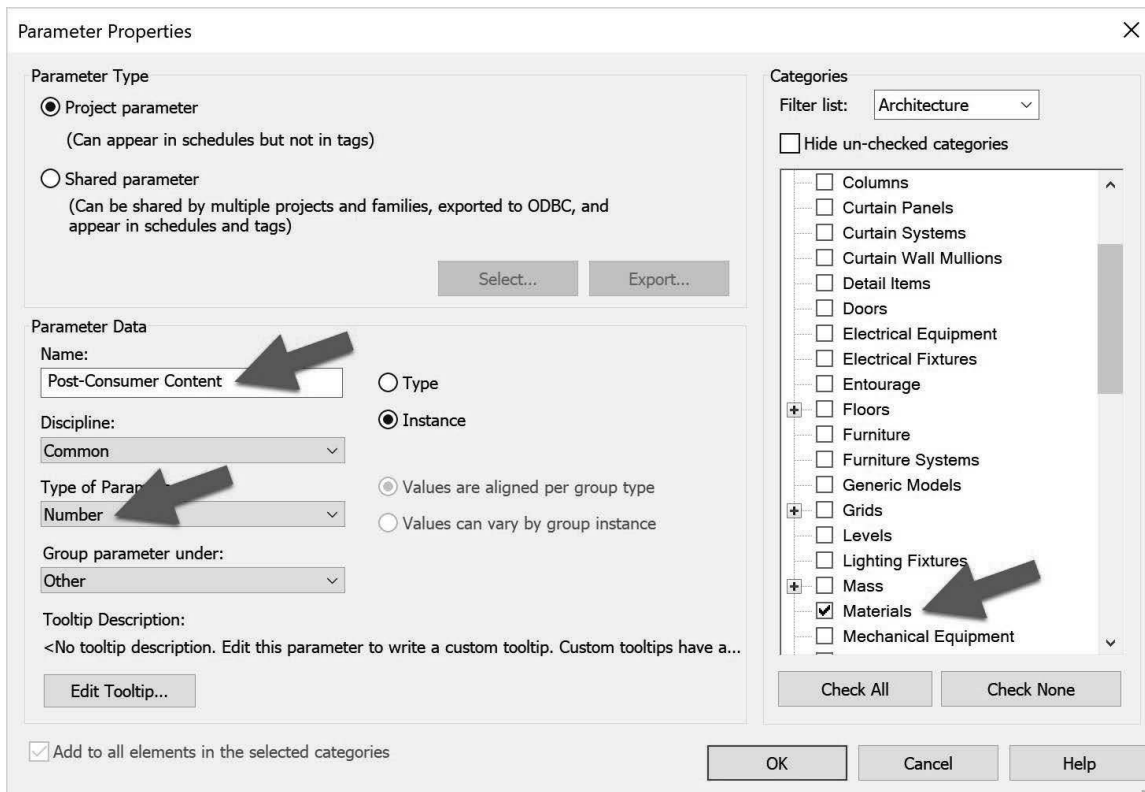 Parameter Properties
Parameter Type
Project parameter
(Can appear in schedules but not in tags)
Shared parameter
(Can be shared by multiple projects and families, exported to ODBC, and
appear in schedules and tags)
Select...
Export...
Parameter Data
Name:
Post-Consumer Content
Type
Instance
Discipline:
Common
Type of
Number
Values are aligned per group type
Values can vary by group instance
Group parameter under:
Other
Tooltip Description:
<No tooltip description. Edit this parameter to write a custom tooltip. Custom tooltips have a...
Edit Tooltip...
Add to all elements in the selected categories
Categories
Filter list:
Architecture
Hide un-checked categories
Columns
Curtain Panels
Curtain Systems
Curtain Wall Mullions
Detail Items
Doors
Electrical Equipment
Electrical Fixtures
Entourage
Floors
Furniture
Furniture Systems
Generic Models
Grids
Levels
Lighting Fixtures
Mass
Materials
Mechanical Equipment
Check All
Check None
OK
Cancel
Help